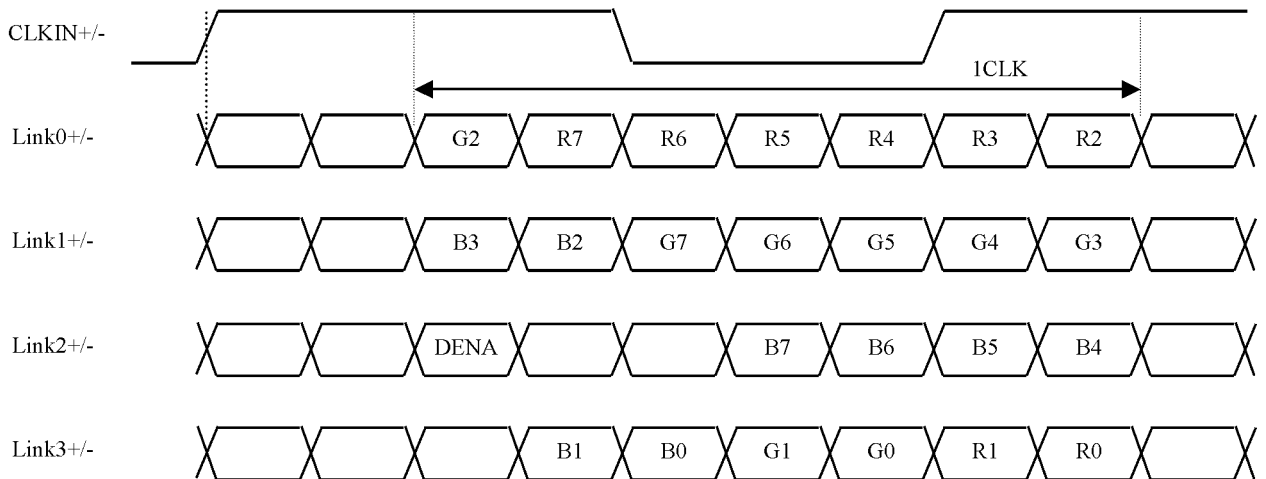 CLKIN+/-
1CLK
Link0+/- G2 R7 R6 R5 R4 R3 R2
Link1+/- B3 B2 G7 G6 G5 G4 G3
Link2+/- DENA B7 B6 B5 B4
Link3+/- B1 B0 G1 G0 R1 R0